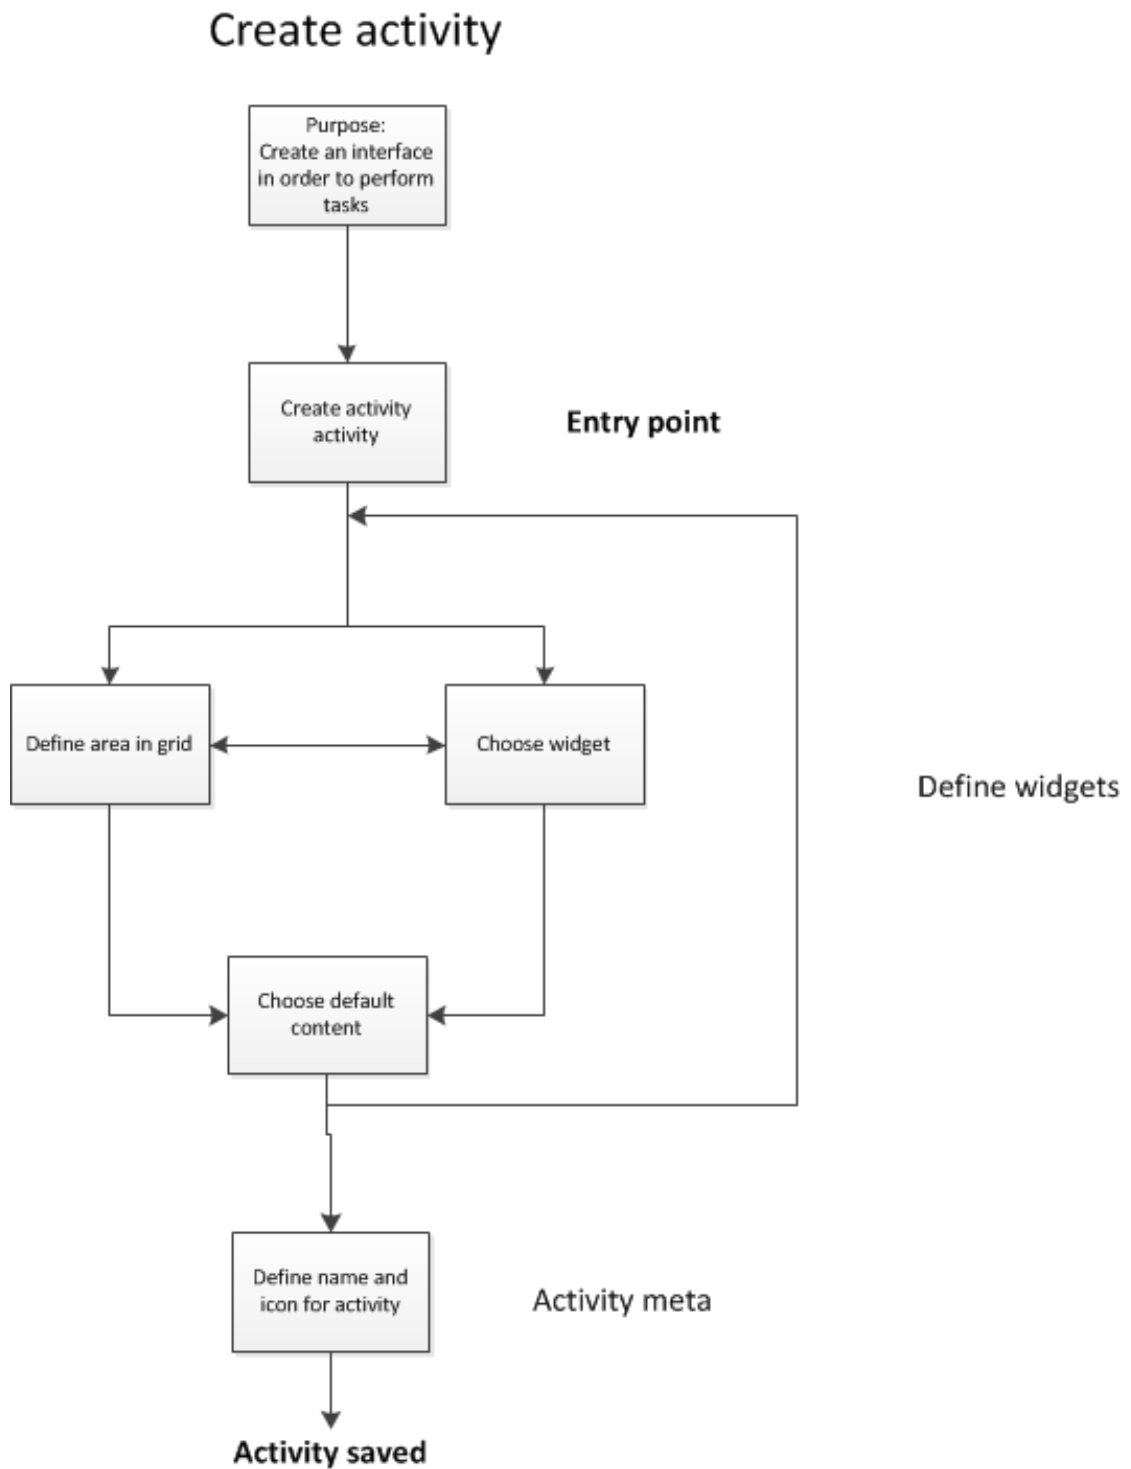 Create activity
Purpose:
Create an interface
in order to perform
tasks
Create activity
activity
Entry point
Define area in grid
Choose widget
Define widgets
Choose default
content
Define name and
icon for activity
Activity meta
Activity saved